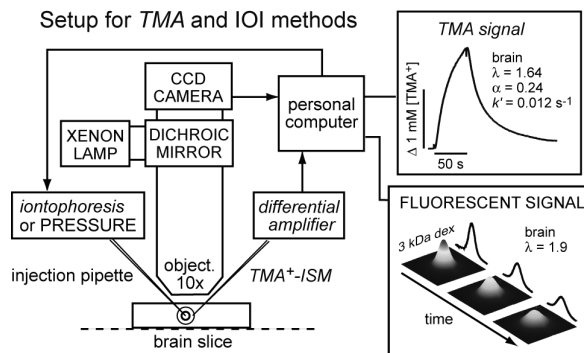 Setup for TMA and IOI methods
CCD
CAMERA
XENON
LAMP
DICHROIC
MIRROR
personal
computer
iontophoresis
or PRESSURE
differential
amplifier
injection pipette
object.
10x
TMA⁺-ISM
brain slice
TMA signal
Δ 1 mM [TMA⁺]
brain
λ = 1.64
α = 0.24
k' = 0.012 s⁻¹
50 s
FLUORESCENT SIGNAL
3 kDa dex
brain
λ = 1.9
time